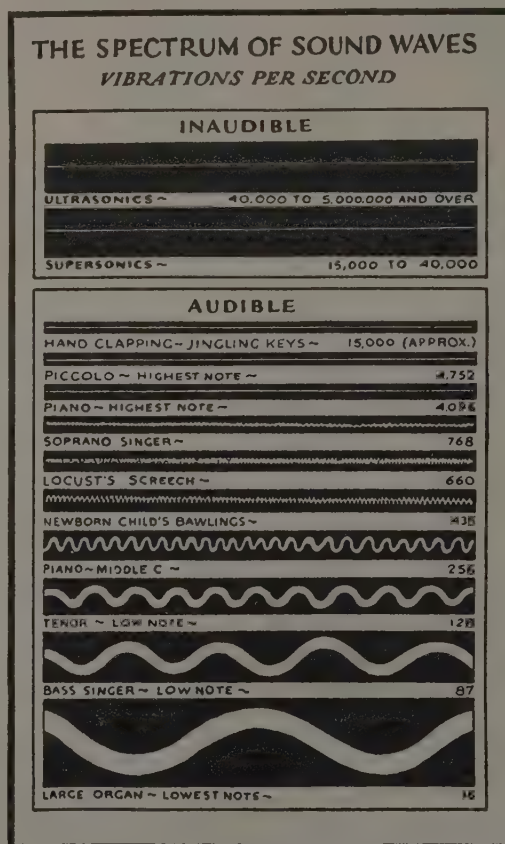 THE SPECTRUM OF SOUND WAVES
VIBRATIONS PER SECOND
INAUDIBLE
ULTRASONICS~ 40,000 TO 5,000,000 AND OVER
SUPERSONICS~ 15,000 TO 40,000
AUDIBLE
HAND CLAPPING~JINGLING KEYS~ 15,000 (APPROX.)
PICCOLO~HIGHEST NOTE~ 4,752
PIANO~HIGHEST NOTE~ 4,096
SOPRANO SINGER~ 768
LOCUST'S SCREECH~ 660
NEWBORN CHILD'S BAWLINGS~ 435
PIANO~MIDDLE C~ 256
TENOR~LOW NOTE~ 128
BASS SINGER~LOW NOTE~ 87
LARGE ORGAN~LOWEST NOTE~ 16